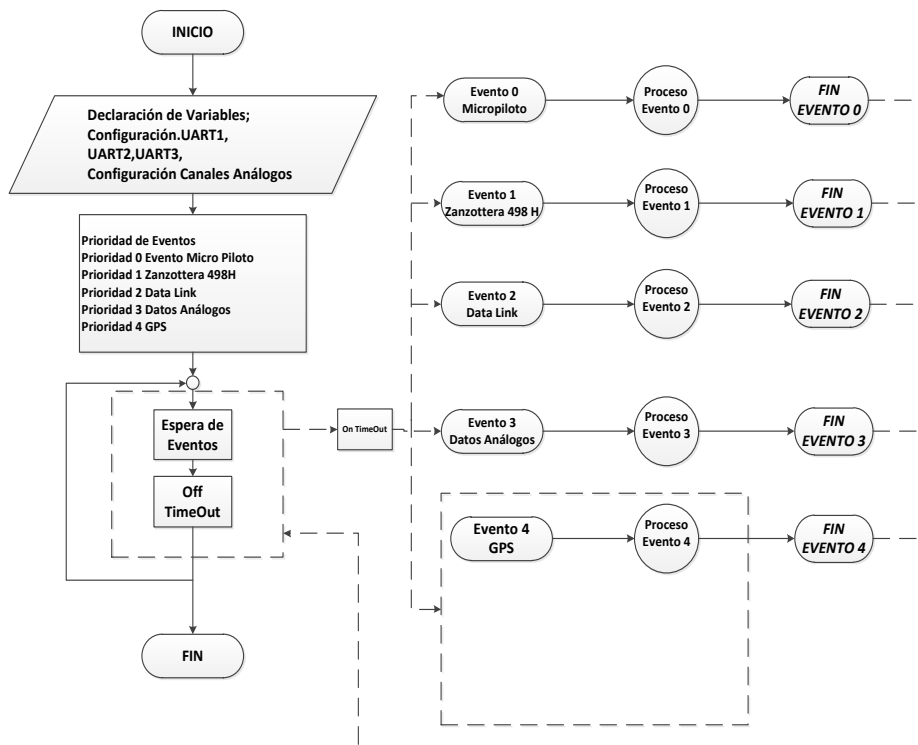 INICIO
Declaración de Variables;
Configuración.UART1,
UART2,UART3,
Configuración Canales Análogos
Prioridad de Eventos
Prioridad 0 Evento Micro Piloto
Prioridad 1 Zanzottera 498H
Prioridad 2 Data Link
Prioridad 3 Datos Análogos
Prioridad 4 GPS
Espera de
Eventos
Off
TimeOut
FIN
On TimeOut
Evento 0
Micropiloto
Proceso
Evento 0
FIN
EVENTO 0
Evento 1
Zanzottera 498 H
Proceso
Evento 1
FIN
EVENTO 1
Evento 2
Data Link
Proceso
Evento 2
FIN
EVENTO 2
Evento 3
Datos Análogos
Proceso
Evento 3
FIN
EVENTO 3
Evento 4
GPS
Proceso
Evento 4
FIN
EVENTO 4